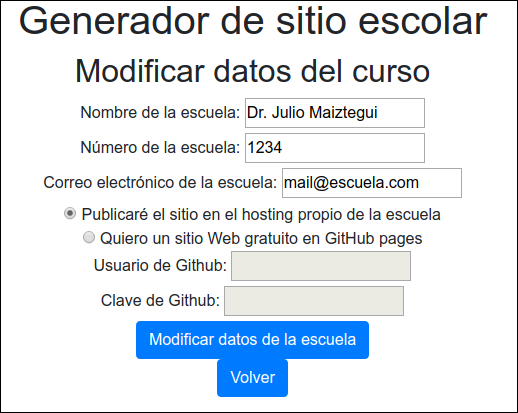 Generador de sitio escolar
Modificar datos del curso
Nombre de la escuela: Dr. Julio Maiztegui
Número de la escuela: 1234
Correo electrónico de la escuela: mail@escuela.com
Publicaré el sitio en el hosting propio de la escuela
Quiero un sitio Web gratuito en GitHub pages
Usuario de Github:
Clave de Github:
Modificar datos de la escuela
Volver